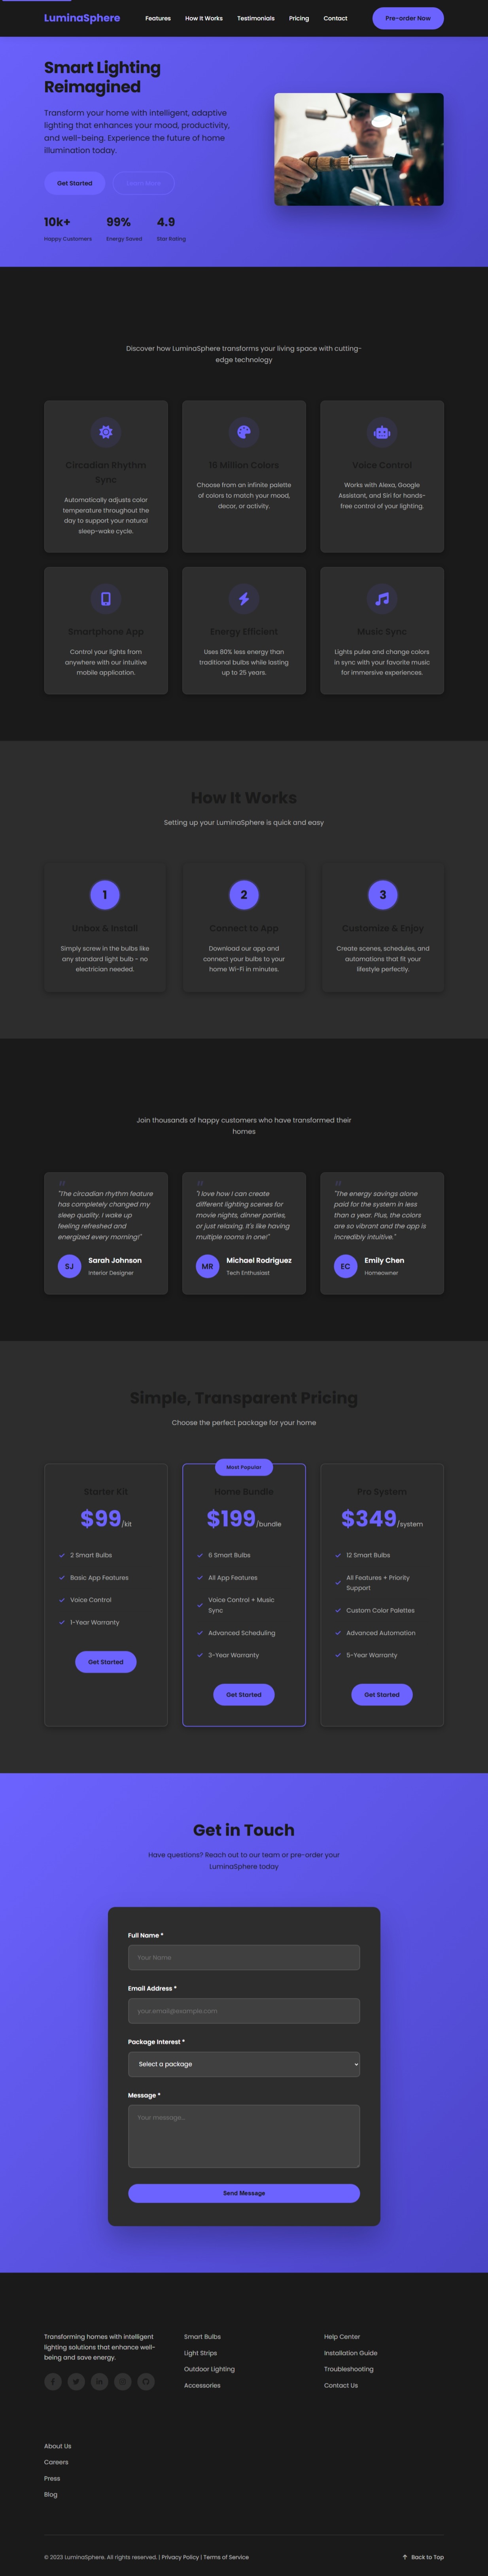 LuminaSphere
Features
How It Works
Testimonials
Pricing
Contact
Pre-order Now
Smart Lighting
Reimagined
Transform your home with intelligent, adaptive
lighting that enhances your mood, productivity,
and well-being. Experience the future of home
illumination today.
Get Started
Learn More
10k+
Happy Customers
99%
Energy Saved
4.9
Star Rating
Discover how LuminaSphere transforms your living space with cutting-
edge technology
Circadian Rhythm
Sync
Automatically adjusts color
temperature throughout the
day to support your natural
sleep-wake cycle.
16 Million Colors
Choose from an infinite palette
of colors to match your mood,
decor, or activity.
Voice Control
Works with Alexa, Google
Assistant, and Siri for hands-
free control of your lighting.
Smartphone App
Control your lights from
anywhere with our intuitive
mobile application.
Energy Efficient
Uses 80% less energy than
traditional bulbs while lasting
up to 25 years.
Music Sync
Lights pulse and change colors
in sync with your favorite music
for immersive experiences.
How It Works
Setting up your LuminaSphere is quick and easy
1
Unbox & Install
Simply screw in the bulbs like
any standard light bulb - no
electrician needed.
2
Connect to App
Download our app and
connect your bulbs to your
home Wi-Fi in minutes.
3
Customize & Enjoy
Create scenes, schedules, and
automations that fit your
lifestyle perfectly.
Join thousands of happy customers who have transformed their
homes
"The circadian rhythm feature
has completely changed my
sleep quality. I wake up
feeling refreshed and
energized every morning!"
SJ
Sarah Johnson
Interior Designer
"I love how I can create
different lighting scenes for
movie nights, dinner parties,
or just relaxing. It's like having
multiple rooms in one!"
MR
Michael Rodriguez
Tech Enthusiast
"The energy savings alone
paid for the system in less
than a year. Plus, the colors
are so vibrant and the app is
incredibly intuitive."
EC
Emily Chen
Homeowner
Simple, Transparent Pricing
Choose the perfect package for your home
Starter Kit
$99/kit
2 Smart Bulbs
Basic App Features
Voice Control
1-Year Warranty
Get Started
Most Popular
Home Bundle
$199/bundle
6 Smart Bulbs
All App Features
Voice Control + Music
Sync
Advanced Scheduling
3-Year Warranty
Get Started
Pro System
$349/system
12 Smart Bulbs
All Features + Priority
Support
Custom Color Palettes
Advanced Automation
5-Year Warranty
Get Started
Get in Touch
Have questions? Reach out to our team or pre-order your
LuminaSphere today
Full Name *
Your Name
Email Address *
your.email@example.com
Package Interest *
Select a package
Message *
Your message...
Send Message
Transforming homes with intelligent
lighting solutions that enhance well-
being and save energy.
Smart Bulbs
Light Strips
Outdoor Lighting
Accessories
Help Center
Installation Guide
Troubleshooting
Contact Us
About Us
Careers
Press
Blog
© 2023 LuminaSphere. All rights reserved. | Privacy Policy | Terms of Service
Back to Top